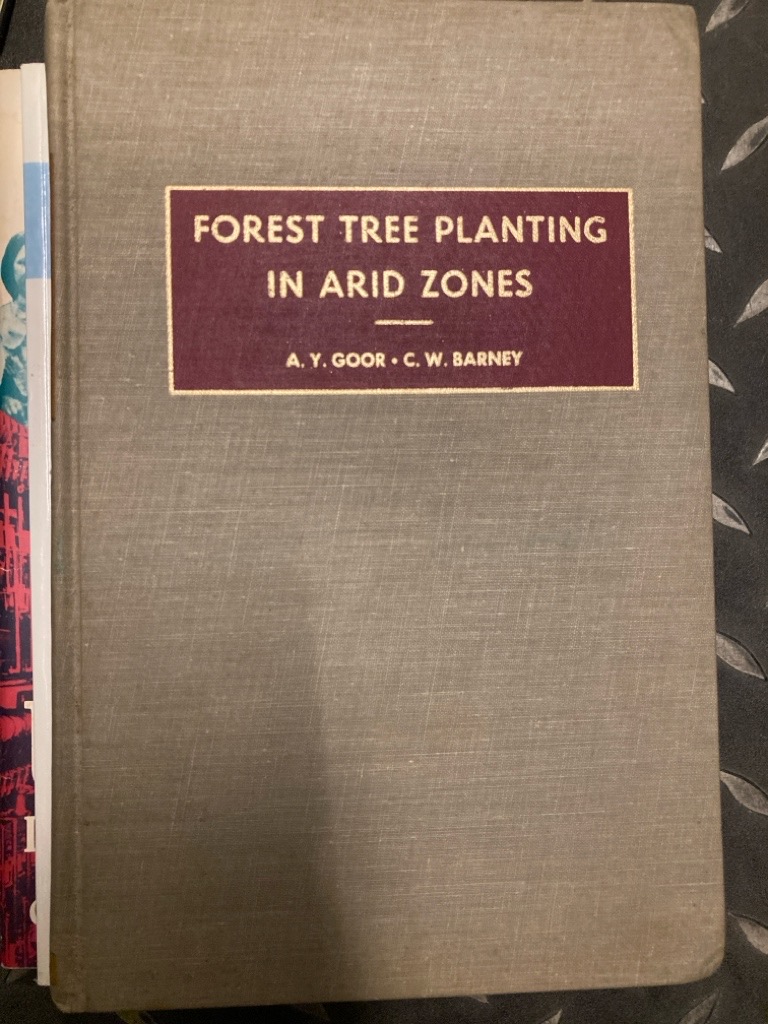 FOREST TREE PLANTING
IN ARID ZONES
A. Y. GOOR • C. W. BARNEY